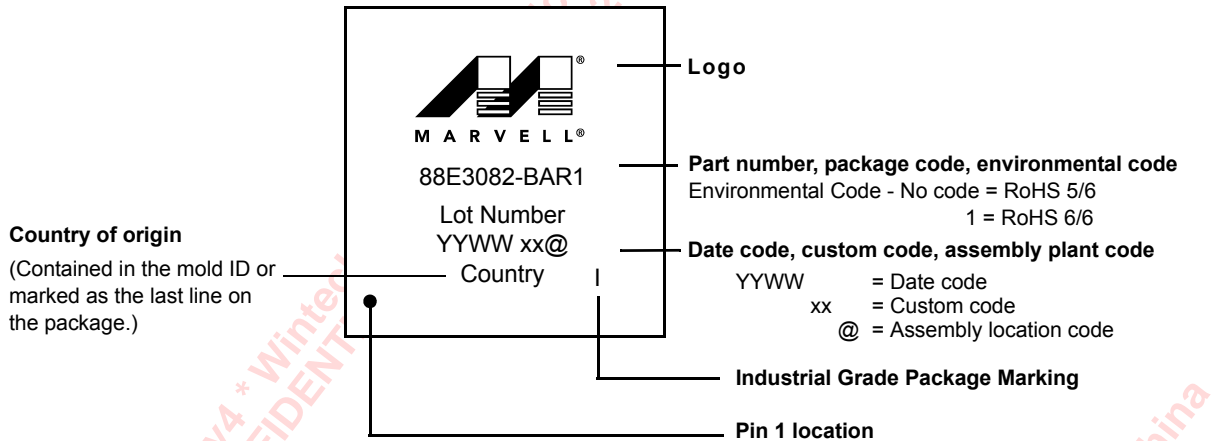 MARVELL®
88E3082-BAR1
Lot Number
YYWW xx@
Country I
Logo
Part number, package code, environmental code
Environmental Code - No code = RoHS 5/6
1 = RoHS 6/6
Date code, custom code, assembly plant code
YYWW = Date code
xx = Custom code
@ = Assembly location code
Country of origin
(Contained in the mold ID or
marked as the last line on
the package.)
Industrial Grade Package Marking
Pin 1 location